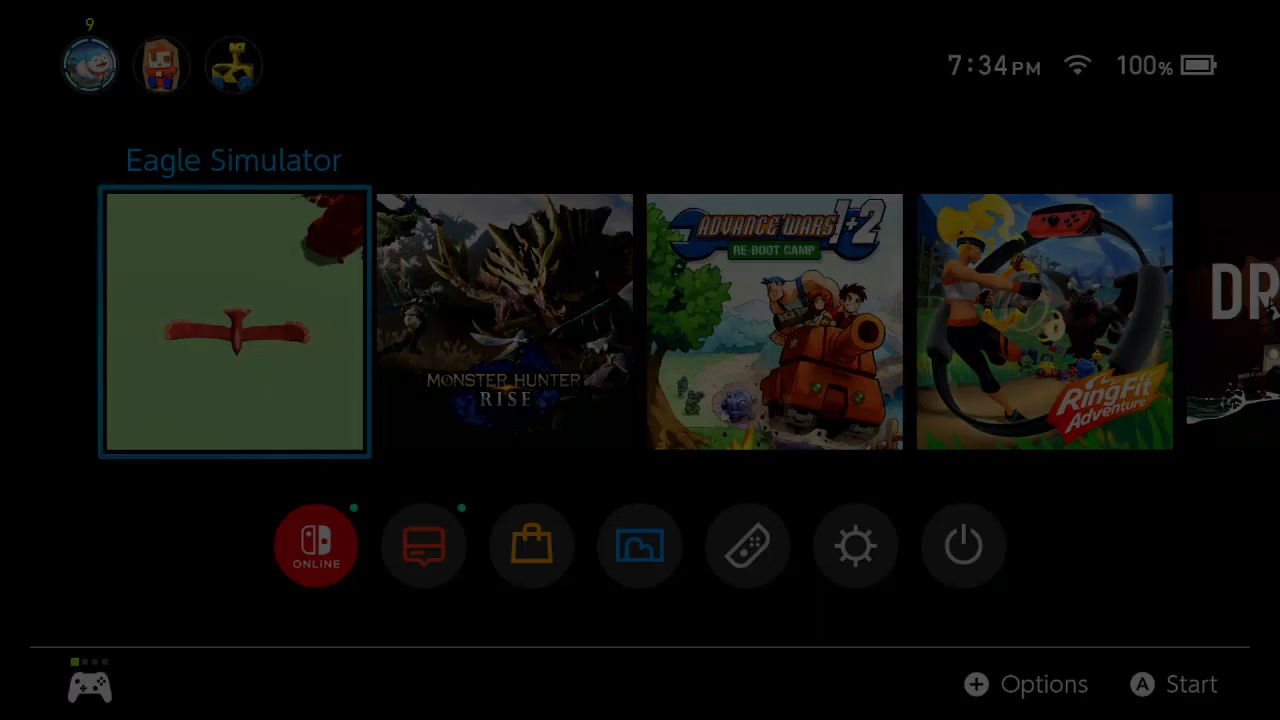 9
7:34PM 100%
Eagle Simulator
ADVANCE WARS 1+2
RE-BOOT CAMP
MONSTER HUNTER
RISE
RingFit
Adventure
DR
ONLINE
Options Start